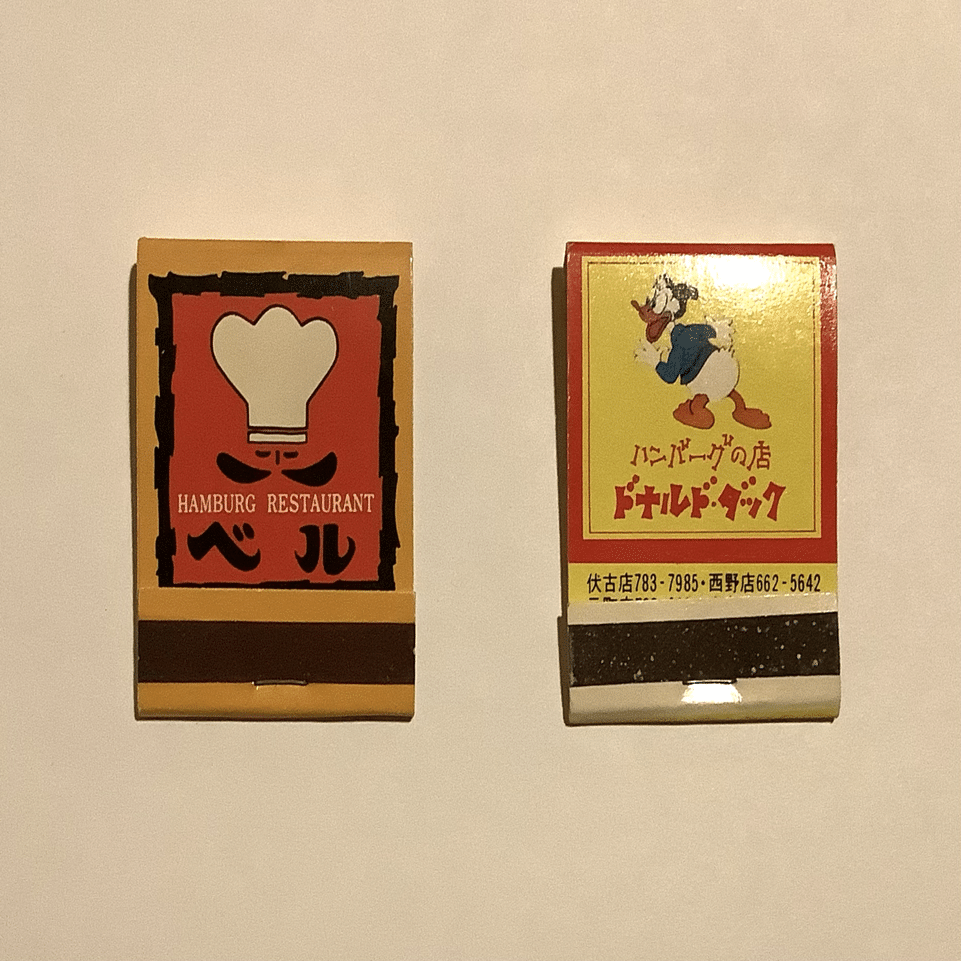 HAMBURG RESTAURANT
ベル
ハンバーグの店
ドナルド・ダック
伏古店783-7985・西野店662-5642